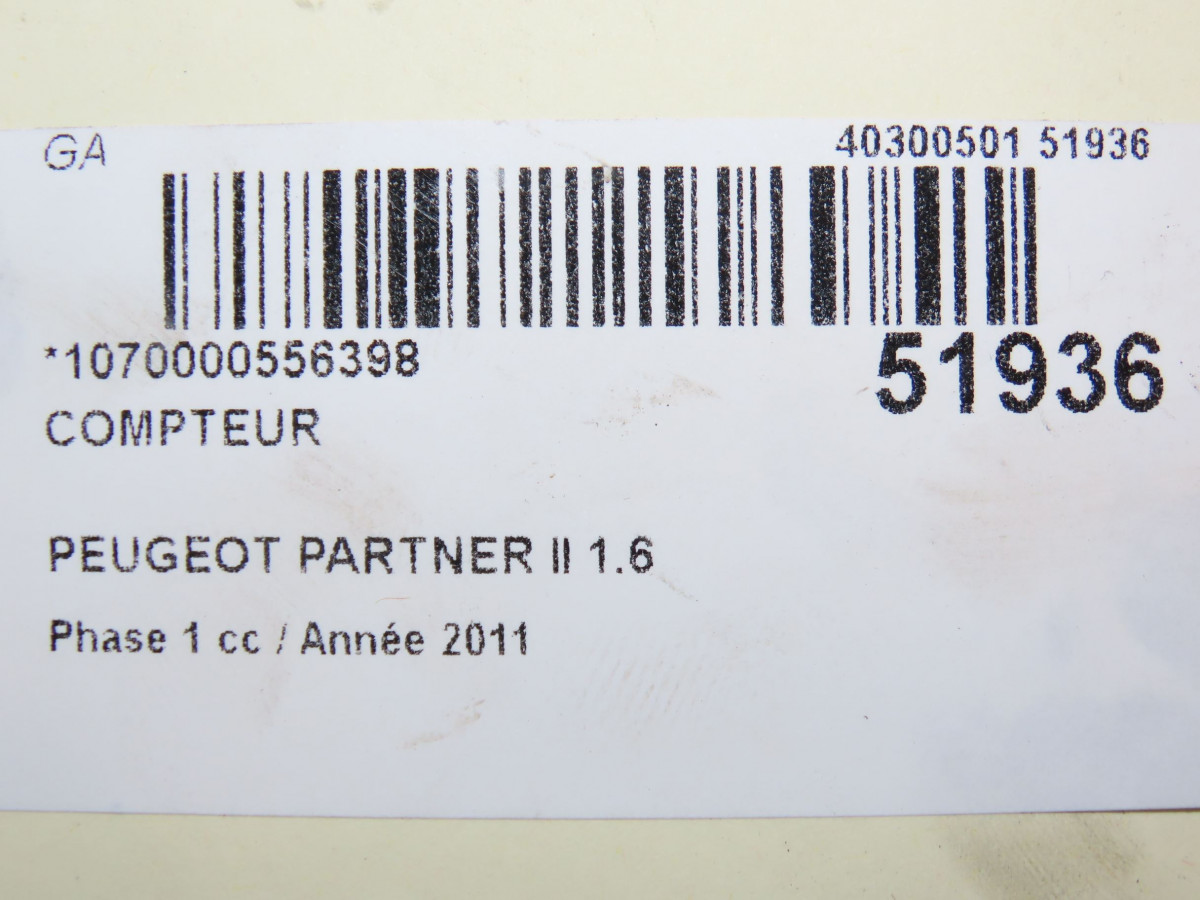 GA
40300501 51936
*1070000556398
51936
COMPTEUR
PEUGEOT PARTNER II 1.6
Phase 1 cc / Année 2011